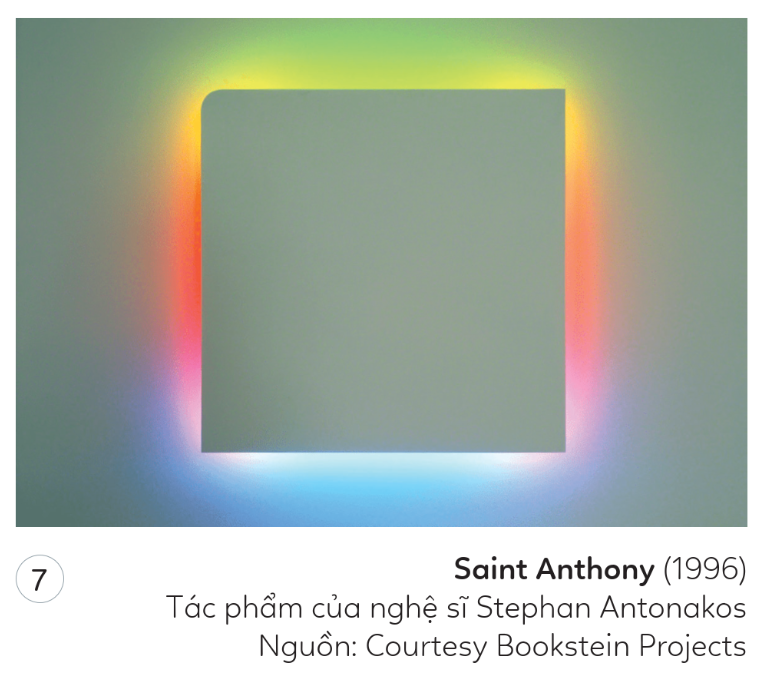 7
Saint Anthony (1996)
Tác phẩm của nghệ sĩ Stephan Antonakos
Nguồn: Courtesy Bookstein Projects